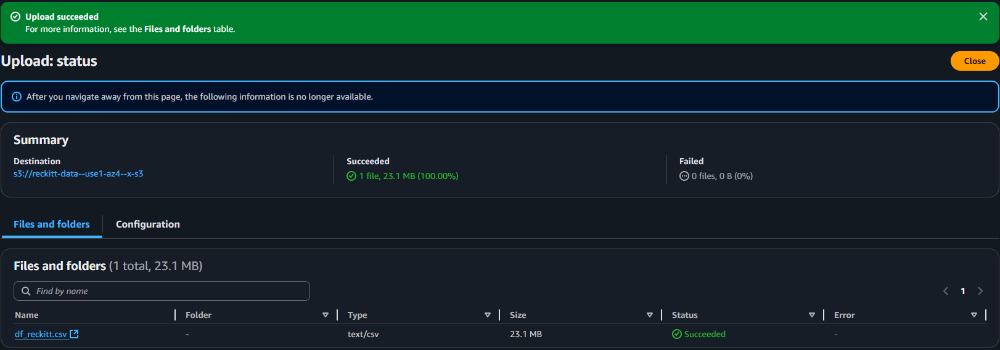 Upload succeeded
For more information, see the Files and folders table.
Upload: status
Close
After you navigate away from this page, the following information is no longer available.
Summary
Destination
s3://reckitt-data--use1-az4--x-s3
Succeeded
1 file, 23.1 MB (100.00%)
Failed
0 files, 0 B (0%)
Files and folders
Configuration
Files and folders (1 total, 23.1 MB)
Find by name
1
Name Folder Type Size Status Error
df_reckitt.csv - text/csv 23.1 MB Succeeded -